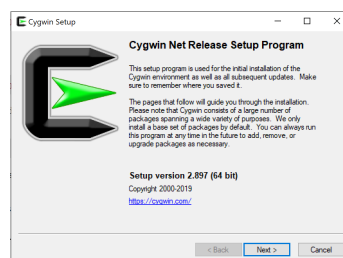 Cygwin Setup
Cygwin Net Release Setup Program
This setup program is used for the initial installation of the
Cygwin environment as well as all subsequent updates. Make
sure to remember where you saved it.
The pages that follow will guide you through the installation.
Please note that Cygwin consists of a large number of
packages spanning a wide variety of purposes. We only
install a base set of packages by default. You can always run
this program at any time in the future to add, remove, or
upgrade packages as necessary.
Setup version 2.897 (64 bit)
Copyright 2000-2019
https://cygwin.com/
< Back Next > Cancel